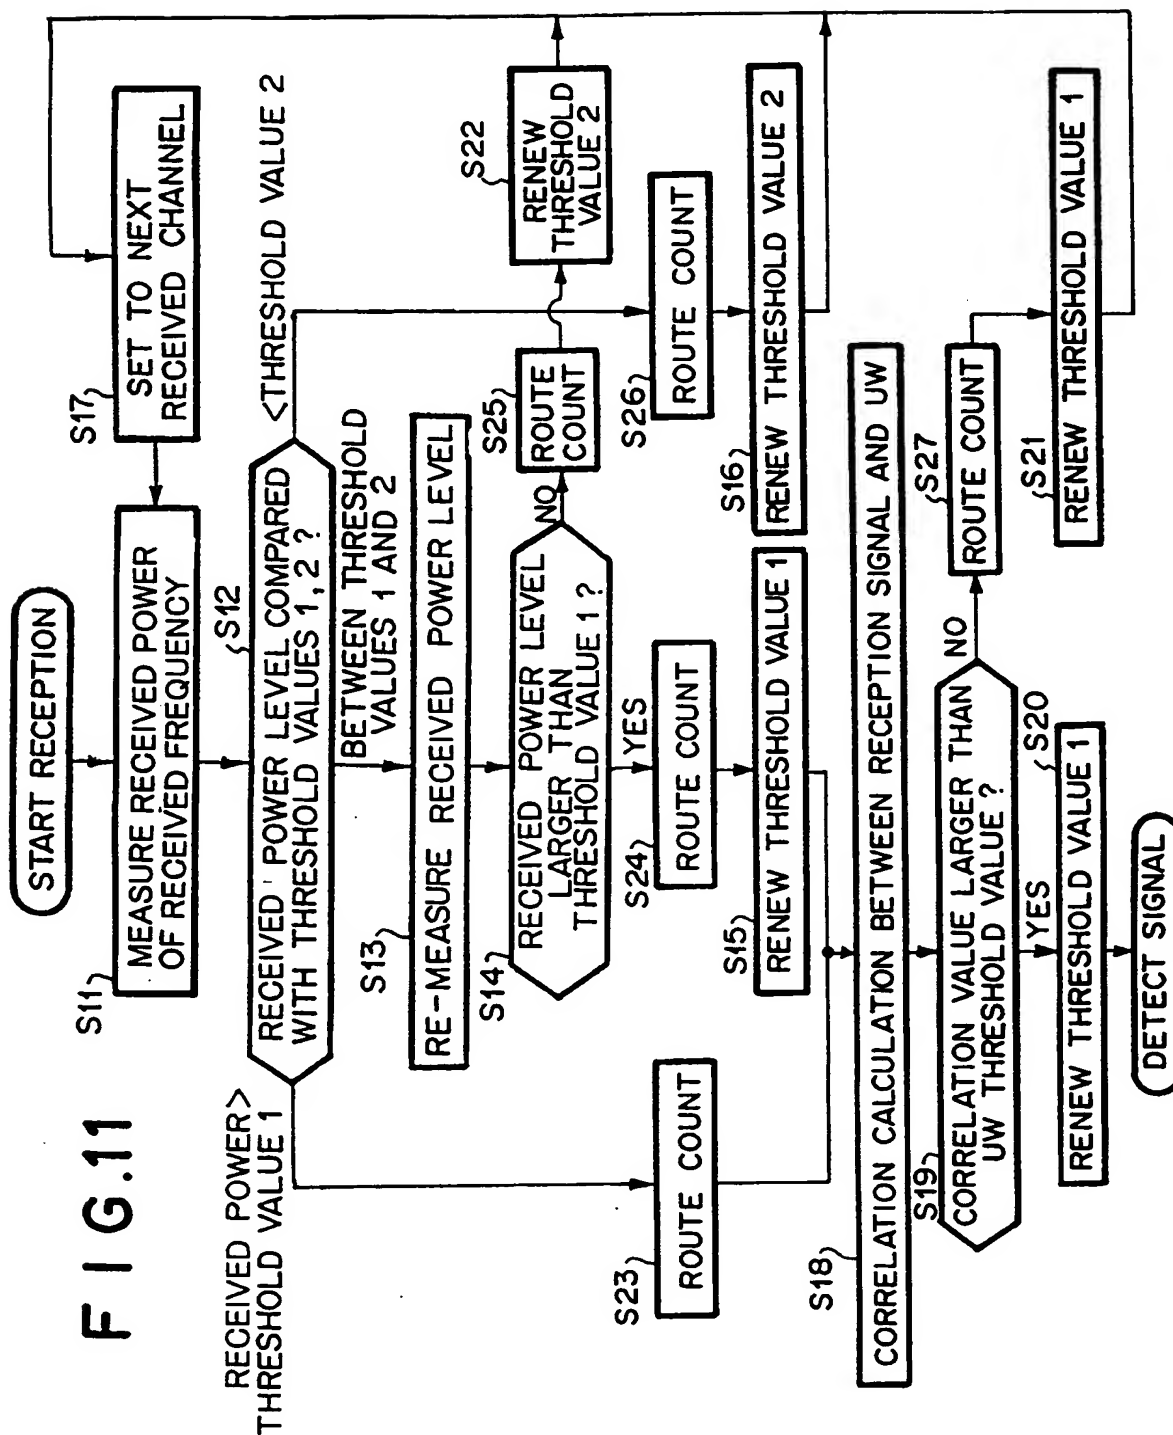 FIG.11
START RECEPTION
S11
MEASURE RECEIVED POWER
OF RECEIVED FREQUENCY
S17
SET TO NEXT
RECEIVED CHANNEL
S12
RECEIVED POWER LEVEL COMPARED
WITH THRESHOLD VALUES 1, 2 ?
RECEIVED POWER>
THRESHOLD VALUE 1
BETWEEN THRESHOLD
VALUES 1 AND 2
<THRESHOLD VALUE 2
S13
RE-MEASURE RECEIVED POWER LEVEL
S14
RECEIVED POWER LEVEL
LARGER THAN
THRESHOLD VALUE 1 ?
NO
S25
ROUTE
COUNT
S22
RENEW
THRESHOLD
VALUE 2
YES
S23
ROUTE COUNT
S24
ROUTE COUNT
S26
ROUTE COUNT
S15
RENEW THRESHOLD VALUE 1
S16
RENEW THRESHOLD VALUE 2
S18
CORRELATION CALCULATION BETWEEN RECEPTION SIGNAL AND UW
S19
CORRELATION VALUE LARGER THAN
UW THRESHOLD VALUE ?
NO
S27
ROUTE COUNT
YES
S20
RENEW THRESHOLD VALUE 1
S21
RENEW THRESHOLD VALUE 1
DETECT SIGNAL